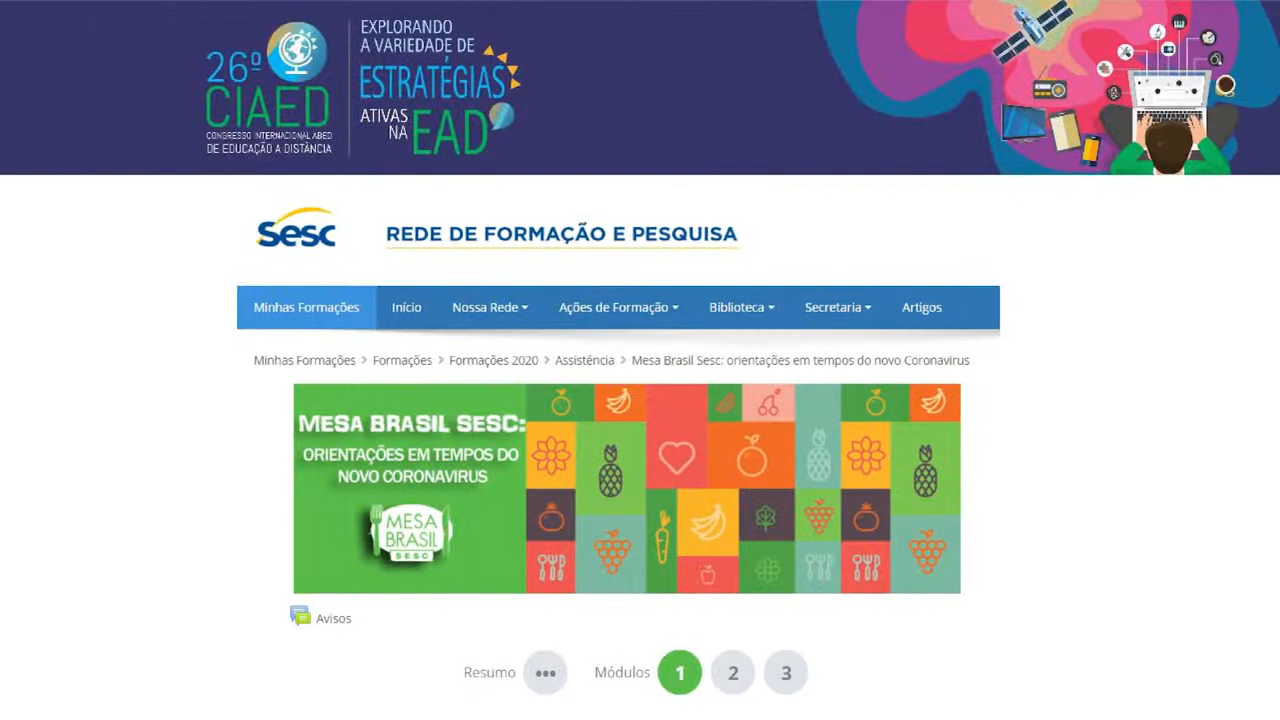 26º
CIAED
CONGRESSO INTERNACIONAL ABED
DE EDUCAÇÃO A DISTÂNCIA
EXPLORANDO
A VARIEDADE DE
ESTRATÉGIAS
ATIVAS
NA EAD
Sesc
REDE DE FORMAÇÃO E PESQUISA
Minhas Formações Início Nossa Rede Ações de Formação Biblioteca Secretaria Artigos
Minhas Formações > Formações > Formações 2020 > Assistência > Mesa Brasil Sesc: orientações em tempos do novo Coronavirus
MESA BRASIL SESC:
ORIENTAÇÕES EM TEMPOS DO
NOVO CORONAVIRUS
MESA
BRASIL
SESC
Avisos
Resumo ••• Módulos 1 2 3